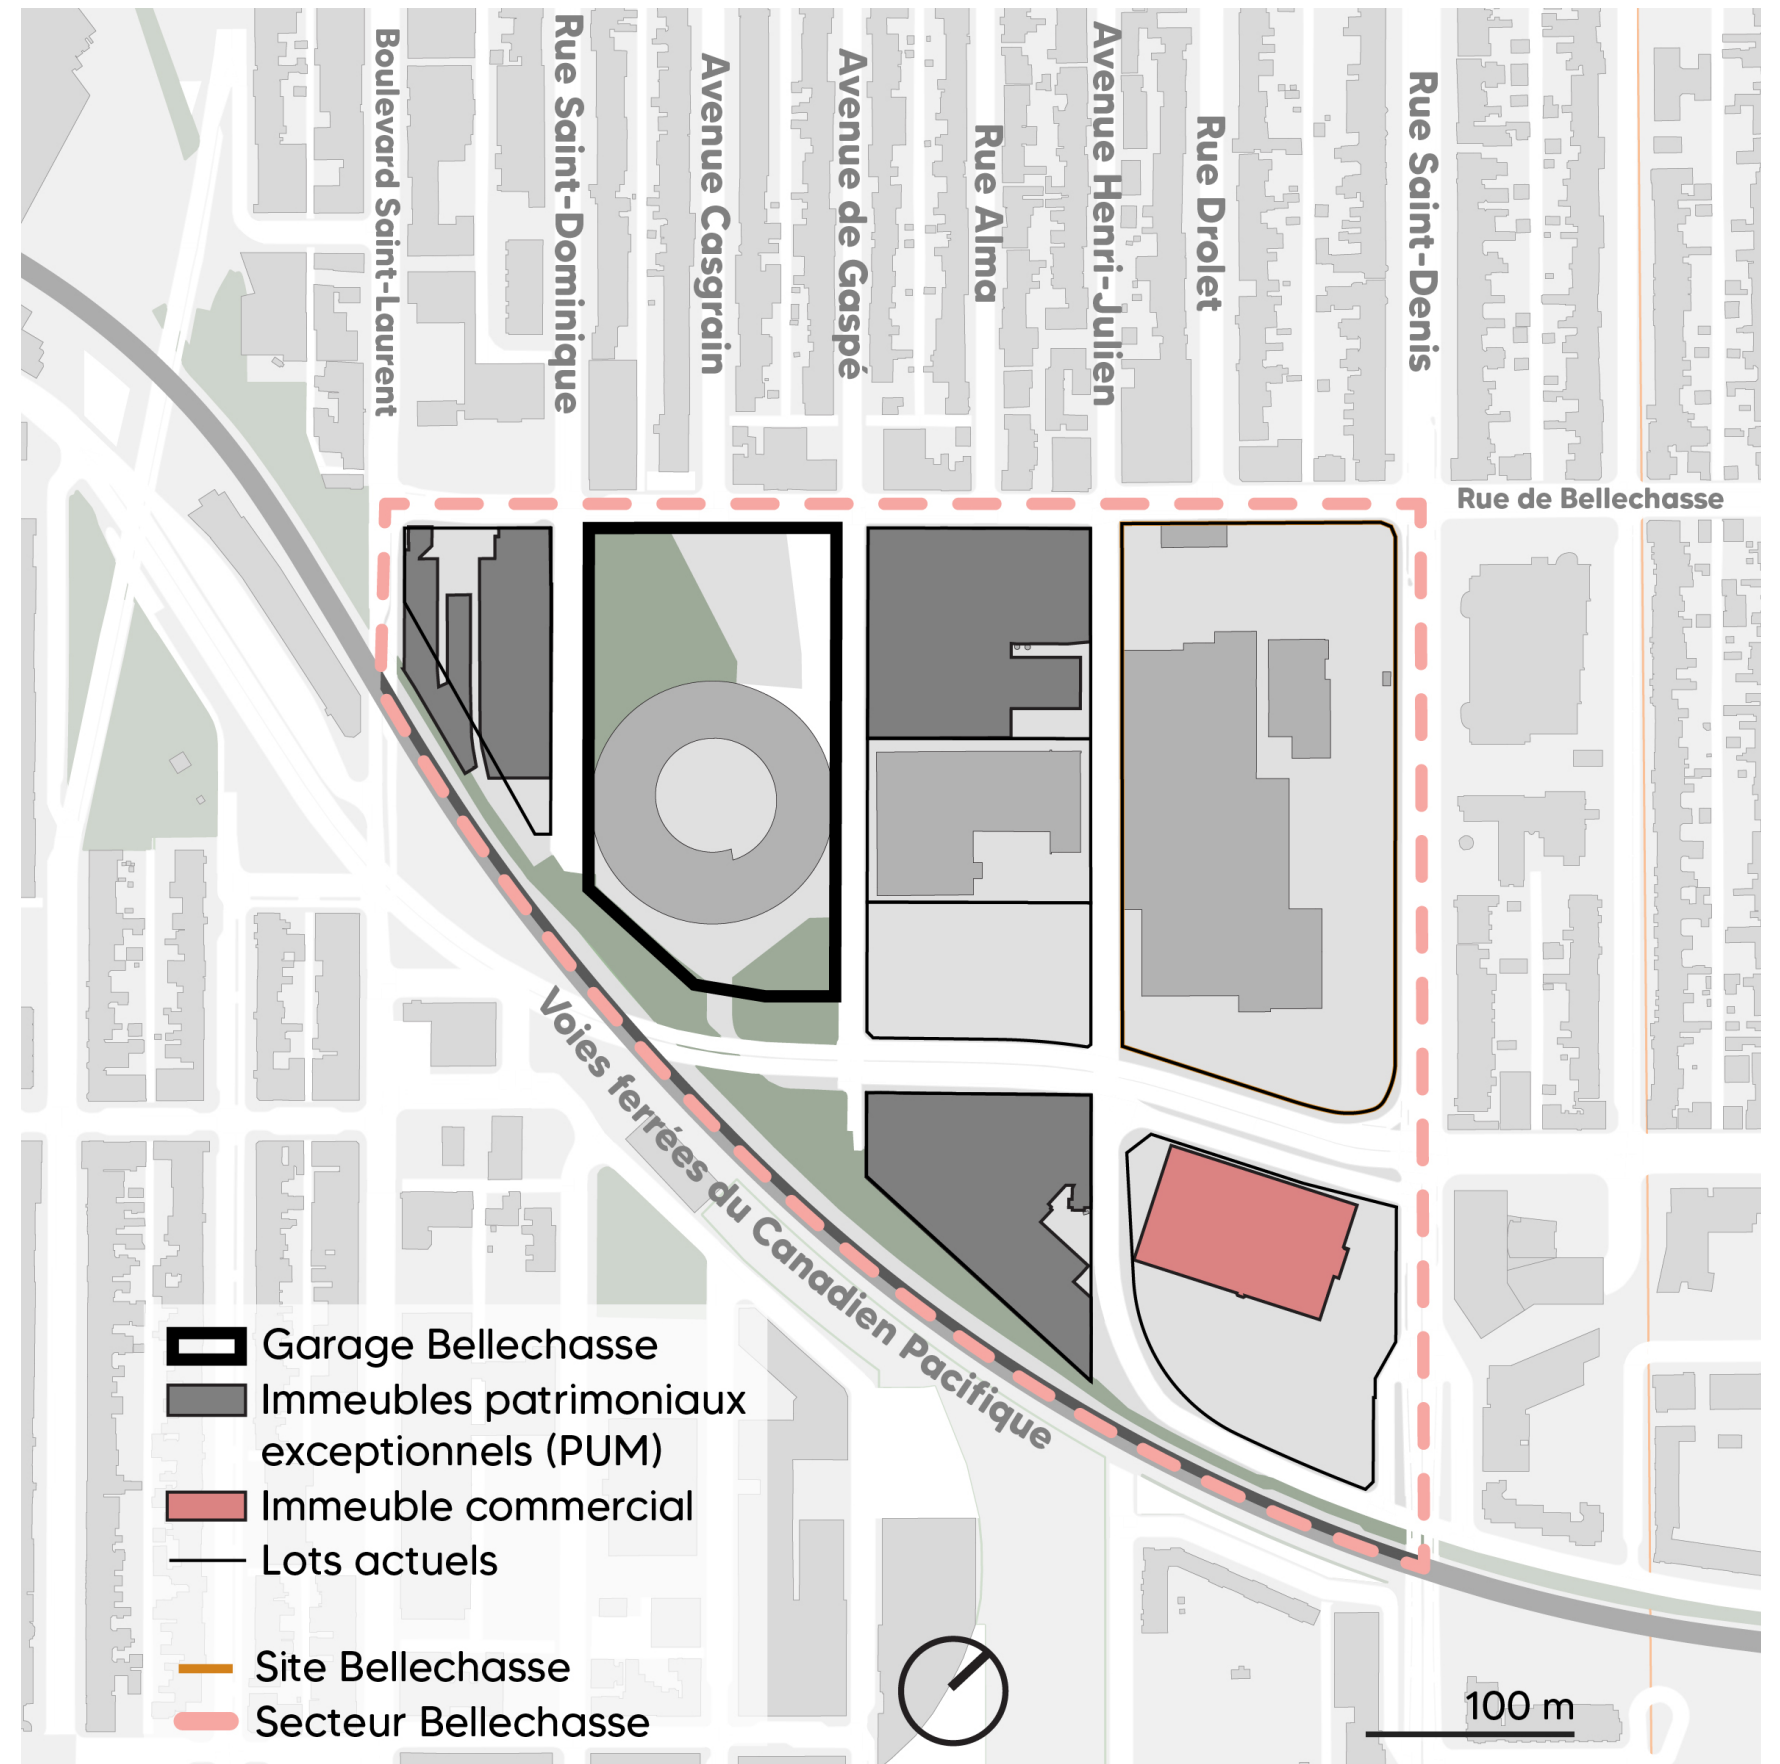 Boulevard Saint-Laurent
Rue Saint-Dominique
Avenue Casgrain
Avenue de Gaspé
Rue Alma
Avenue Henri-Julien
Rue Drolet
Rue Saint-Denis
Rue de Bellechasse
Voies ferrées du Canadien Pacifique
Garage Bellechasse
Immeubles patrimoniaux
exceptionnels (PUM)
Immeuble commercial
Lots actuels
Site Bellechasse
Secteur Bellechasse
100 m